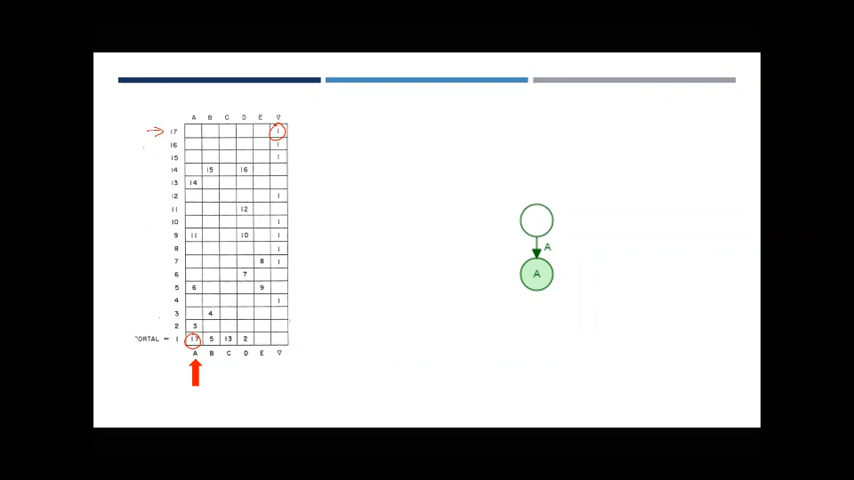 A B C D E ▽
17 1
16 1
15 1
14 15 16
13 14
12 1
11 12
10 1
9 11 10 1
8 1
7 8 1
6 7
5 6 9
4 1
3 4
2 3
PORTAL = 1 17 5 13 2
A B C D E ▽
A
A